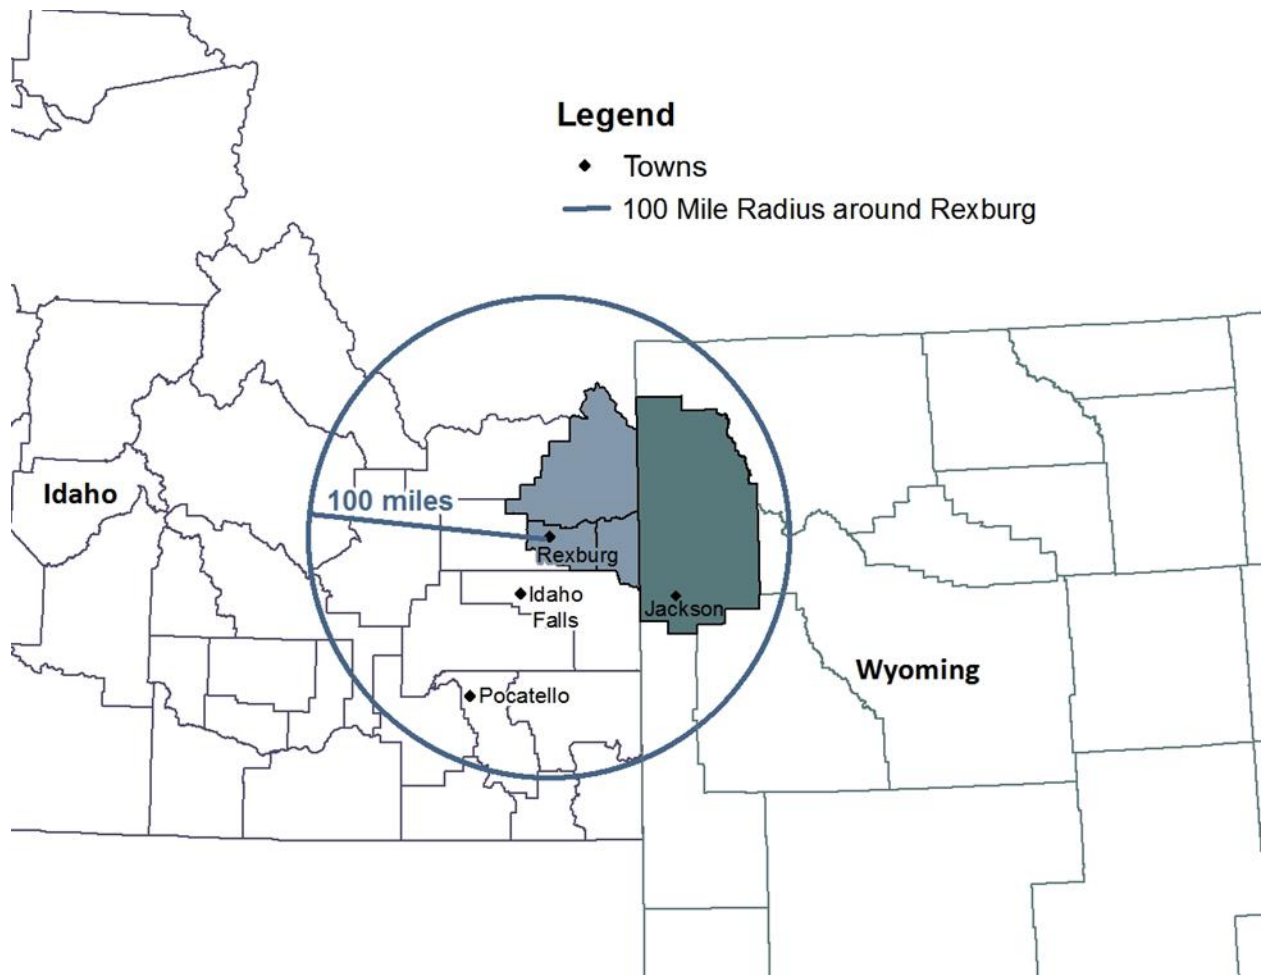 Legend
Towns
100 Mile Radius around Rexburg
Idaho
100 miles
Rexburg
Idaho
Falls
Jackson
Wyoming
Pocatello